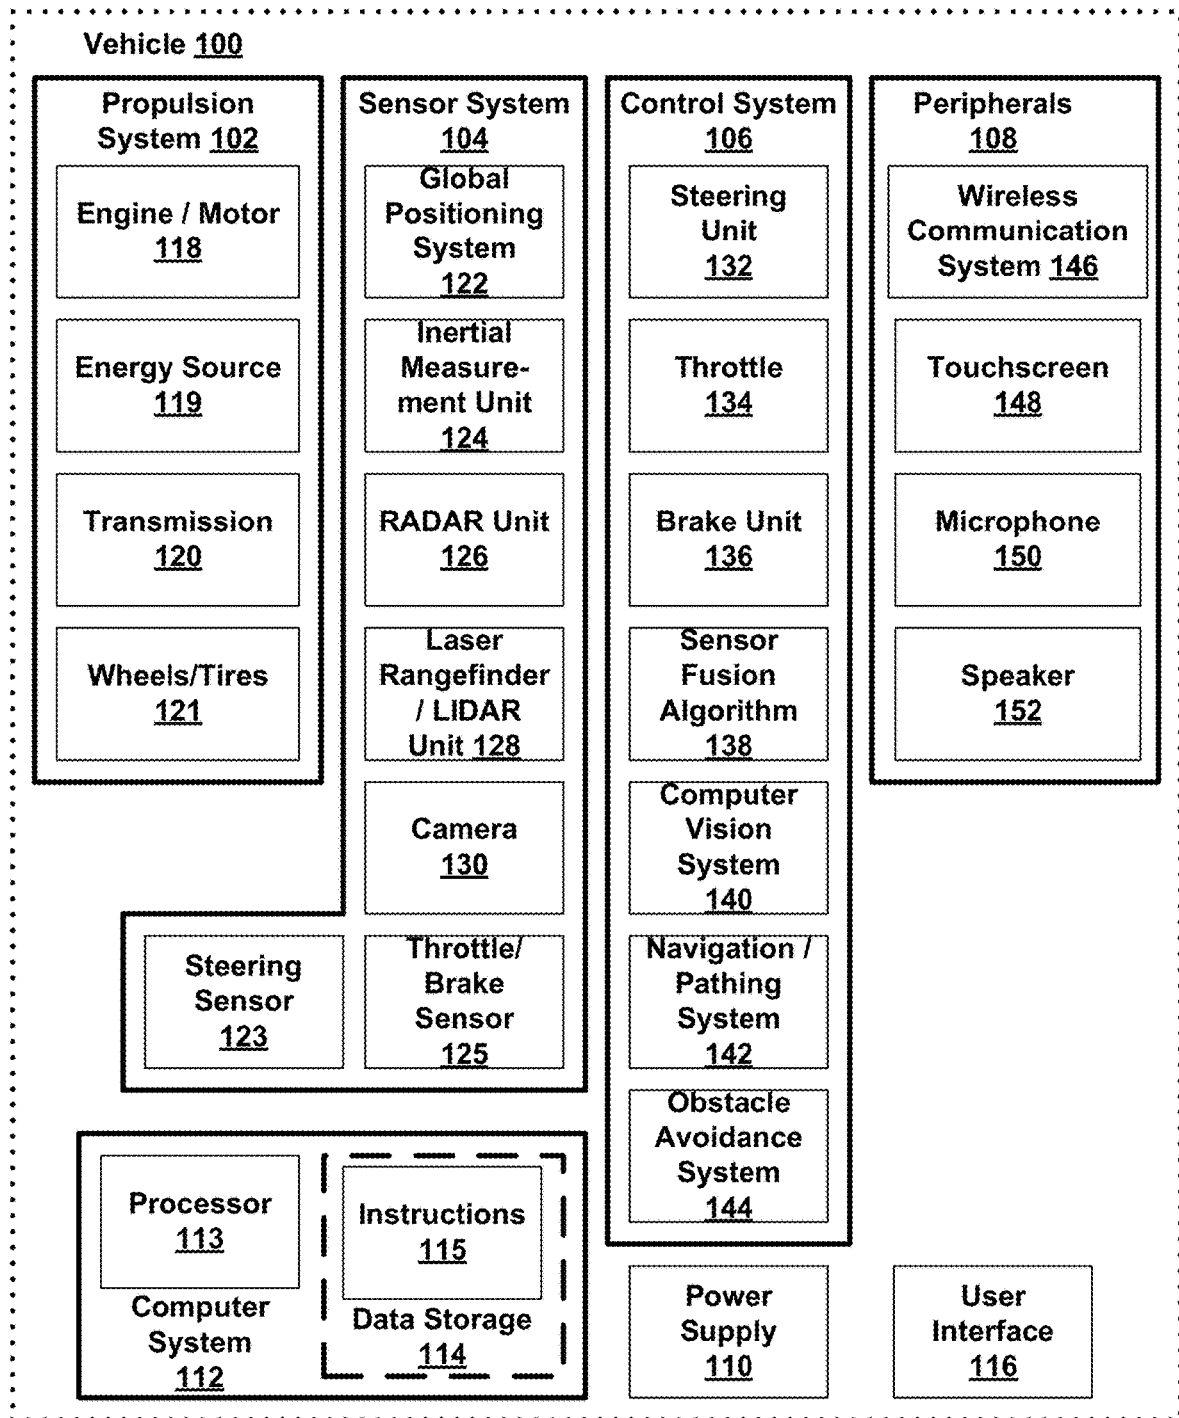 Vehicle 100
Propulsion
System 102
Engine / Motor
118
Energy Source
119
Transmission
120
Wheels/Tires
121
Sensor System
104
Global
Positioning
System
122
Inertial
Measure-
ment Unit
124
RADAR Unit
126
Laser
Rangefinder
/ LIDAR
Unit 128
Camera
130
Steering
Sensor
123
Throttle/
Brake
Sensor
125
Control System
106
Steering
Unit
132
Throttle
134
Brake Unit
136
Sensor
Fusion
Algorithm
138
Computer
Vision
System
140
Navigation /
Pathing
System
142
Obstacle
Avoidance
System
144
Peripherals
108
Wireless
Communication
System 146
Touchscreen
148
Microphone
150
Speaker
152
Processor
113
Computer
System
112
Instructions
115
Data Storage
114
Power
Supply
110
User
Interface
116